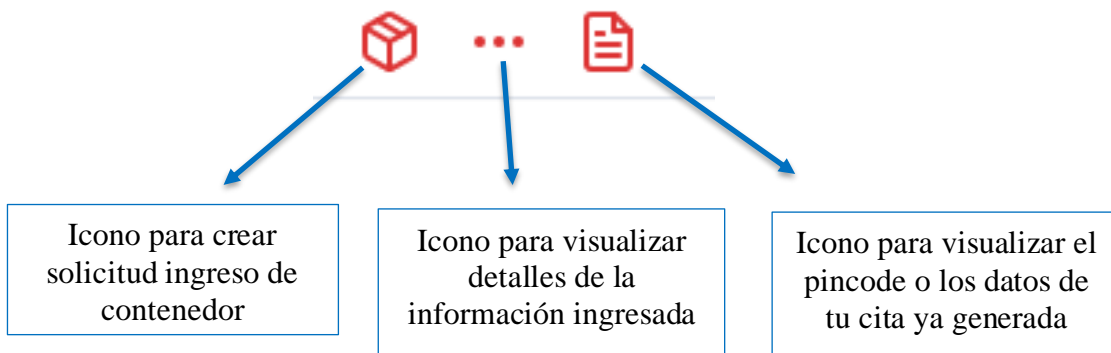 Icono para crear
solicitud ingreso de
contenedor
Icono para visualizar
detalles de la
información ingresada
Icono para visualizar el
pincode o los datos de
tu cita ya generada